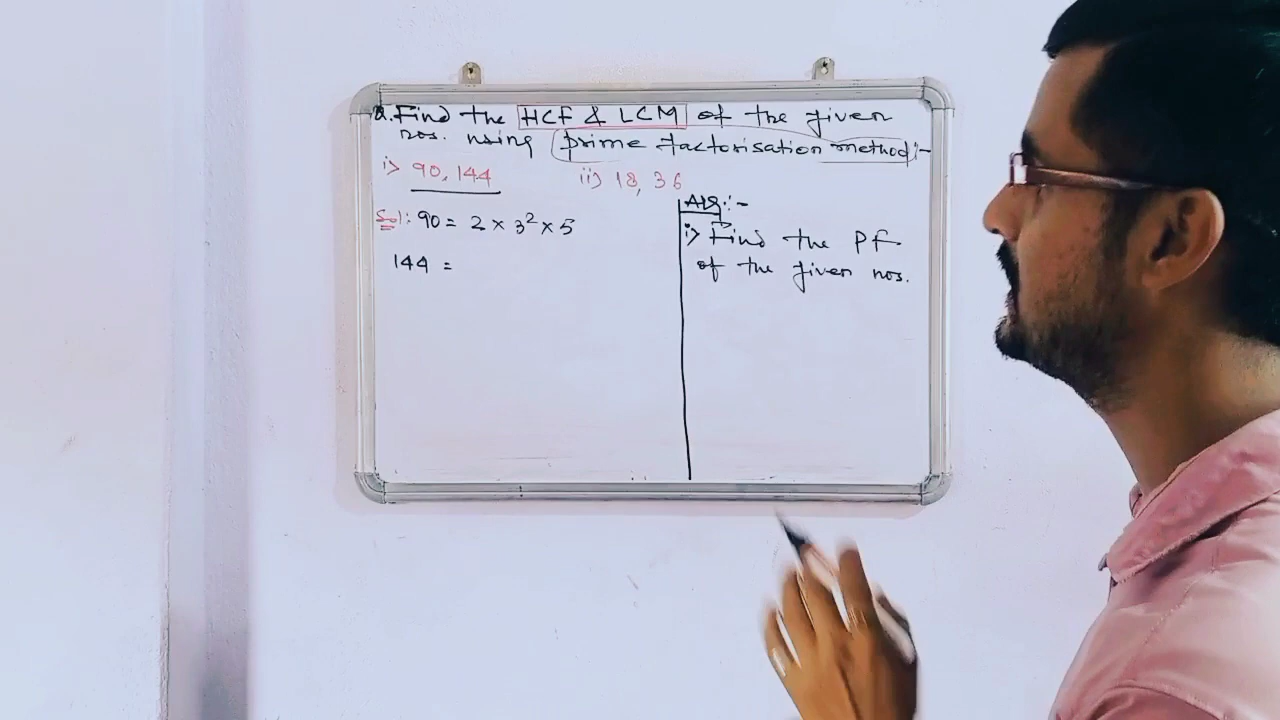 Q. Find the HCF & LCM of the given
nos. using prime factorisation method:-
i) 90, 144
ii) 18, 36
Sol: 90 = 2 × 3² × 5
144 =
Alg:-
i) Find the PF
of the given nos.